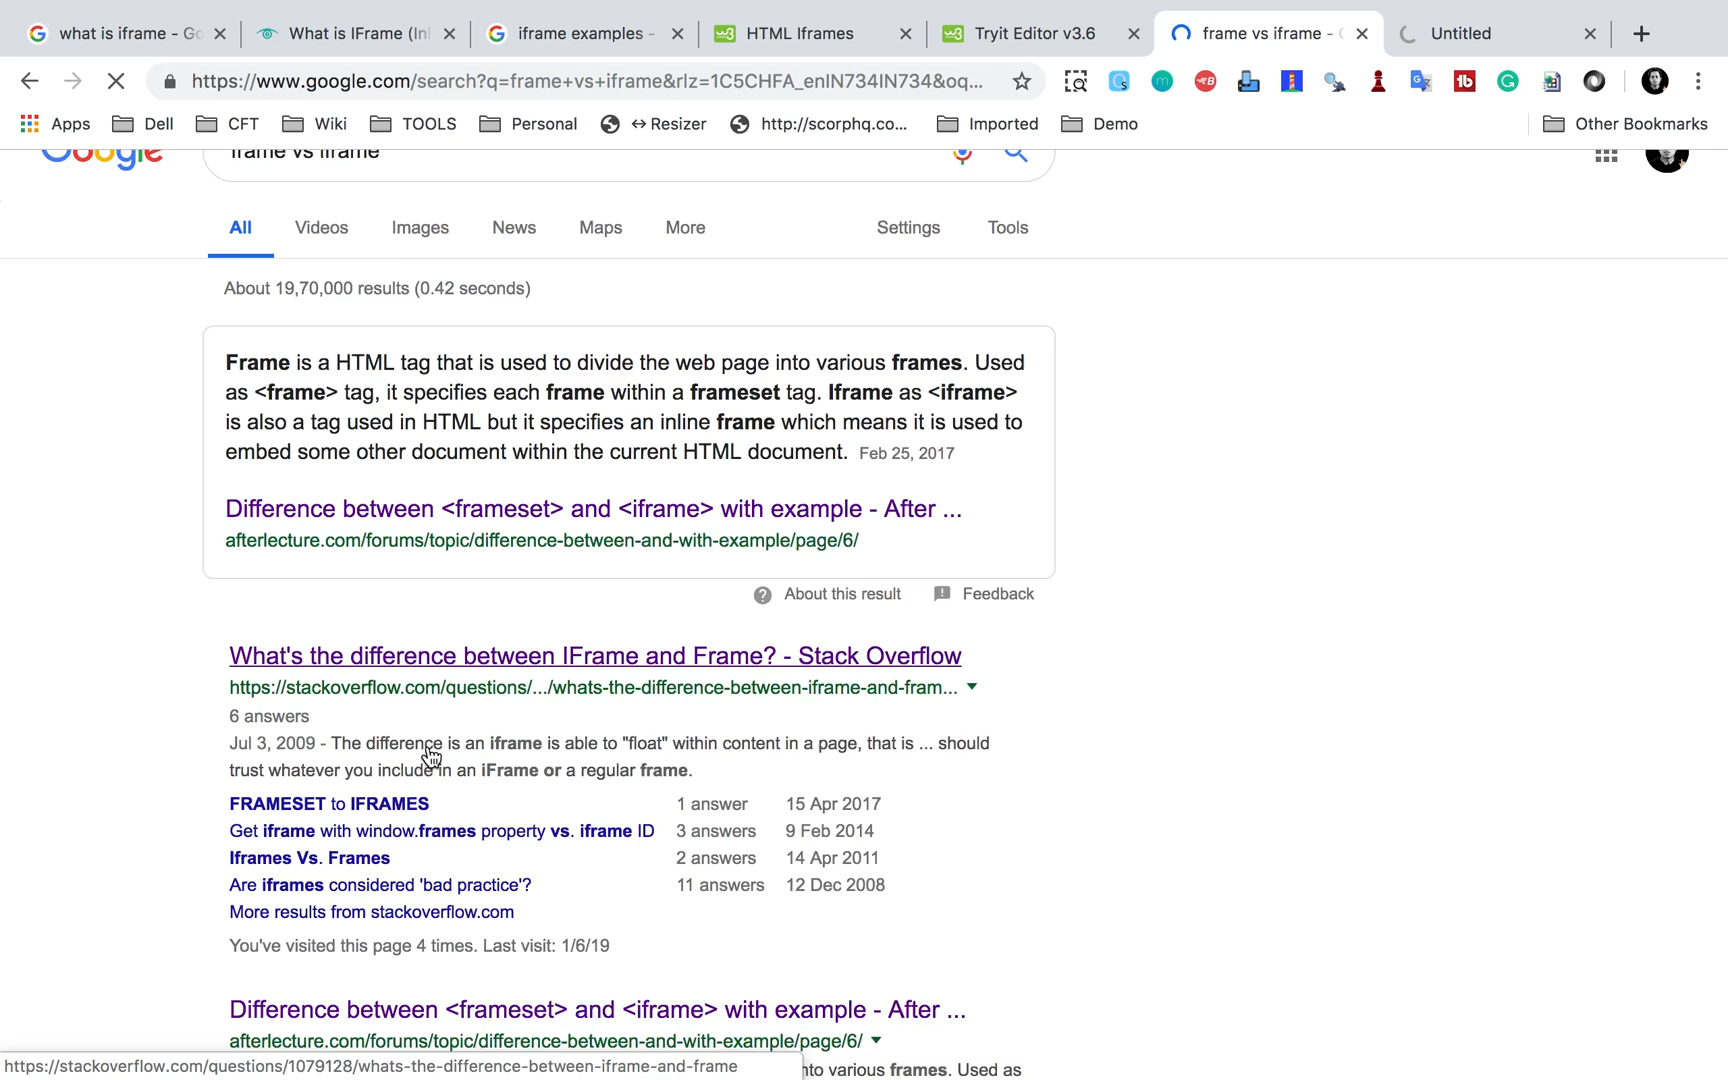 what is iframe - Go
What is IFrame (Inl
iframe examples -
HTML Iframes
Tryit Editor v3.6
frame vs iframe - G
Untitled
https://www.google.com/search?q=frame+vs+iframe&rlz=1C5CHFA_enIN734IN734&oq...
Apps
Dell
CFT
Wiki
TOOLS
Personal
↔Resizer
http://scorphq.co...
Imported
Demo
Other Bookmarks
Google
frame vs iframe
All
Videos
Images
News
Maps
More
Settings
Tools
About 19,70,000 results (0.42 seconds)
Frame is a HTML tag that is used to divide the web page into various frames. Used
as <frame> tag, it specifies each frame within a frameset tag. Iframe as <iframe>
is also a tag used in HTML but it specifies an inline frame which means it is used to
embed some other document within the current HTML document. Feb 25, 2017
Difference between <frameset> and <iframe> with example - After ...
afterlecture.com/forums/topic/difference-between-and-with-example/page/6/
About this result
Feedback
What's the difference between IFrame and Frame? - Stack Overflow
https://stackoverflow.com/questions/.../whats-the-difference-between-iframe-and-fram...
6 answers
Jul 3, 2009 - The difference is an iframe is able to "float" within content in a page, that is ... should
trust whatever you include in an iFrame or a regular frame.
FRAMESET to IFRAMES 1 answer 15 Apr 2017
Get iframe with window.frames property vs. iframe ID 3 answers 9 Feb 2014
Iframes Vs. Frames 2 answers 14 Apr 2011
Are iframes considered 'bad practice'? 11 answers 12 Dec 2008
More results from stackoverflow.com
You've visited this page 4 times. Last visit: 1/6/19
Difference between <frameset> and <iframe> with example - After ...
afterlecture.com/forums/topic/difference-between-and-with-example/page/6/
https://stackoverflow.com/questions/1079128/whats-the-difference-between-iframe-and-frame
nto various frames. Used as